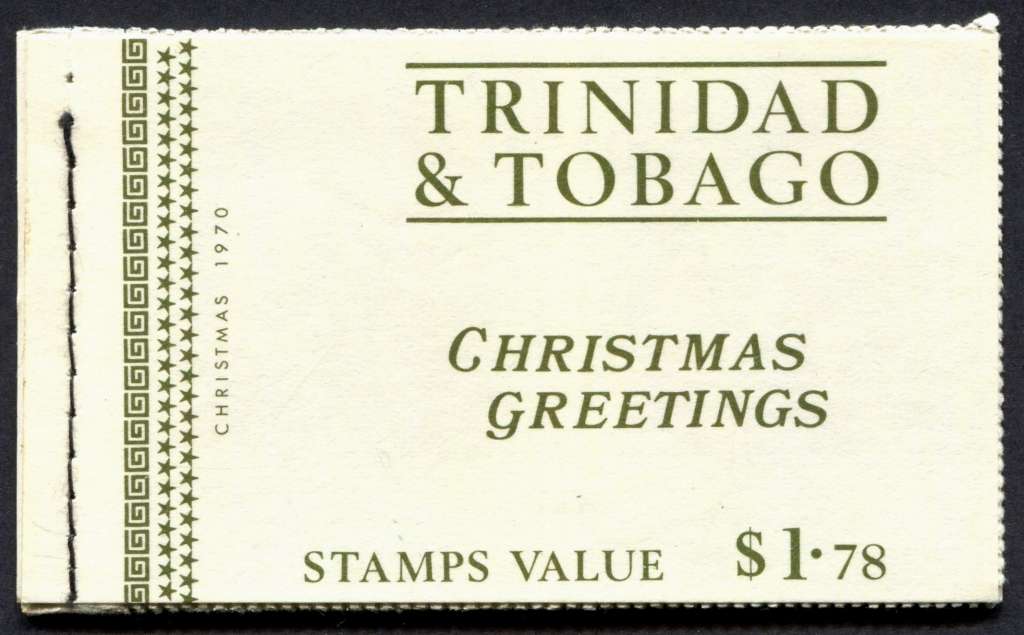 TRINIDAD
& TOBAGO
CHRISTMAS 1970
CHRISTMAS
GREETINGS
STAMPS VALUE $1·78